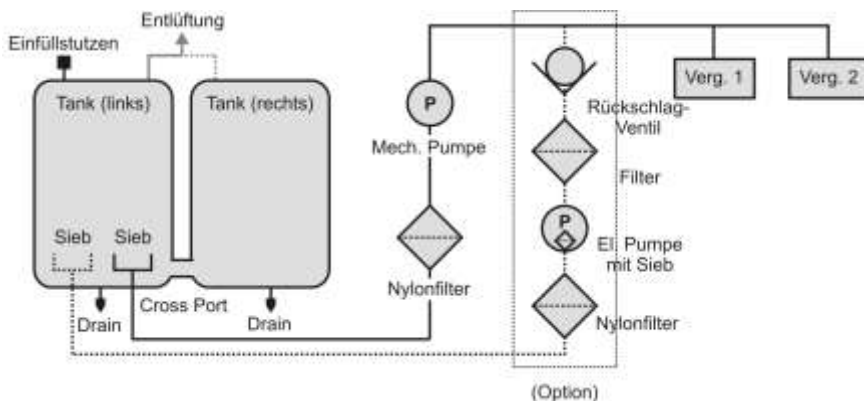 Entlüftung
Einfüllstutzen
Tank (links)
Tank (rechts)
P
Mech. Pumpe
Verg. 1
Verg. 2
Rückschlag-
Ventil
Filter
P
Sieb
Sieb
El. Pumpe
mit Sieb
Nylonfilter
Cross Port
Drain
Drain
Nylonfilter
(Option)